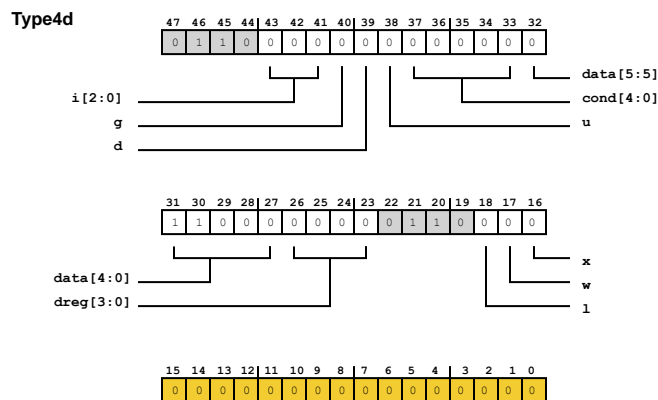 Type4d
47 46 45 44 43 42 41 40 39 38 37 36 35 34 33 32
0 1 1 0 0 0 0 0 0 0 0 0 0 0 0 0
data[5:5]
i[2:0] cond[4:0]
g u
d
31 30 29 28 27 26 25 24 23 22 21 20 19 18 17 16
1 1 0 0 0 0 0 0 0 0 1 1 0 0 0 0
x
data[4:0] w
dreg[3:0] l
15 14 13 12 11 10 9 8 7 6 5 4 3 2 1 0
0 0 0 0 0 0 0 0 0 0 0 0 0 0 0 0